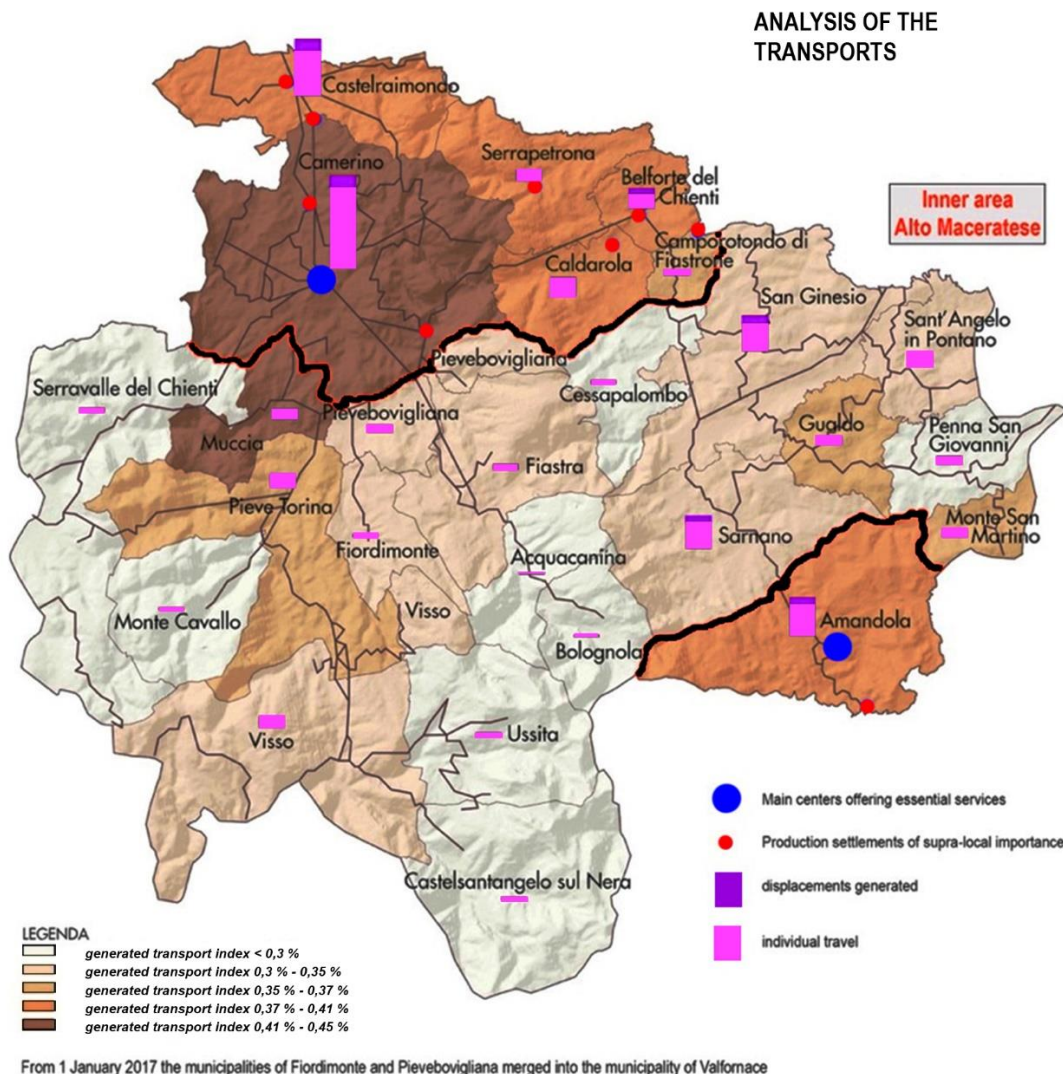 ANALYSIS OF THE
TRANSPORTS
Castelraimondo
Camerino
Serrapetrona
Belforte del
Chienti
Inner area
Alto Maceratese
Camporotondo di
Fiastrone
Caldarola
San Ginesio
Sant'Angelo
in Pontano
Pievebovigliana
Serravalle del Chienti
Cessapalombo
Pievebovigliana
Muccia
Gualdo
Penna San
Giovanni
Fiastra
Pieve Torina
Fiordimonte
Sarnano
Monte San
Martino
Acquacanina
Visso
Monte Cavallo
Bolognola
Amandola
Visso
Ussita
Castelsantangelo sul Nera
Main centers offering essential services
Production settlements of supra-local importance
displacements generated
individual travel
LEGENDA
generated transport index < 0,3 %
generated transport index 0,3 % - 0,35 %
generated transport index 0,35 % - 0,37 %
generated transport index 0,37 % - 0,41 %
generated transport index 0,41 % - 0,45 %
From 1 January 2017 the municipalities of Fiordimonte and Pievebovigliana merged into the municipality of Valfornace